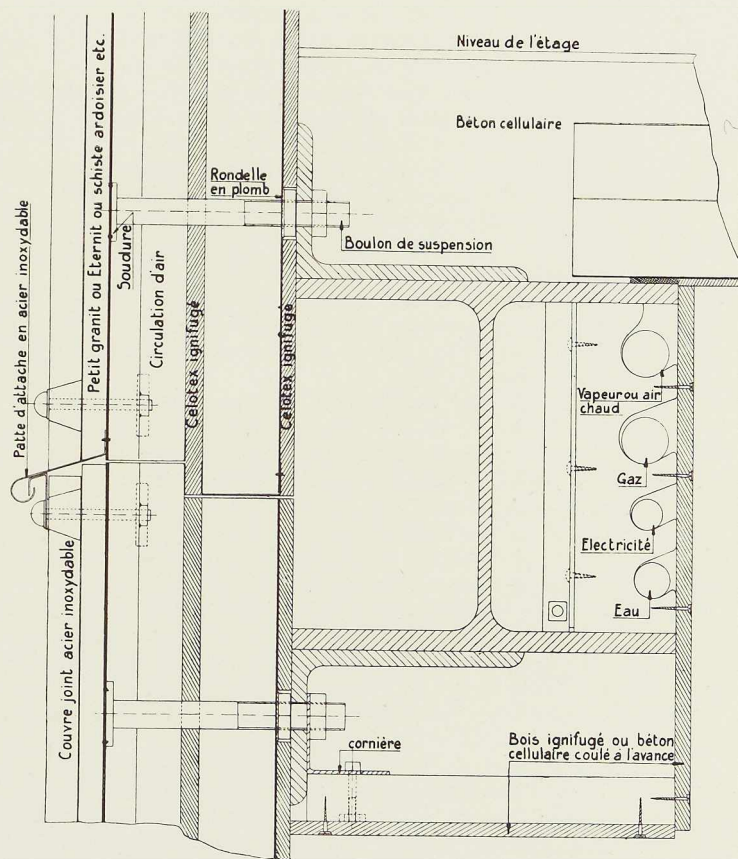 Niveau de l'étage
Béton cellulaire
Rondelle
en plomb
Boulon de suspension
Patte d'attache en acier inoxydable
Petit granit ou Eternit ou schiste ardoisier etc.
Soudure
Circulation d'air
Célotex ignifugé
Célotex ignifugé
Vapeur ou air
chaud
Gaz
Electricité
Eau
Couvre joint acier inoxydable
cornière
Bois ignifugé ou béton
cellulaire coulé à l'avance